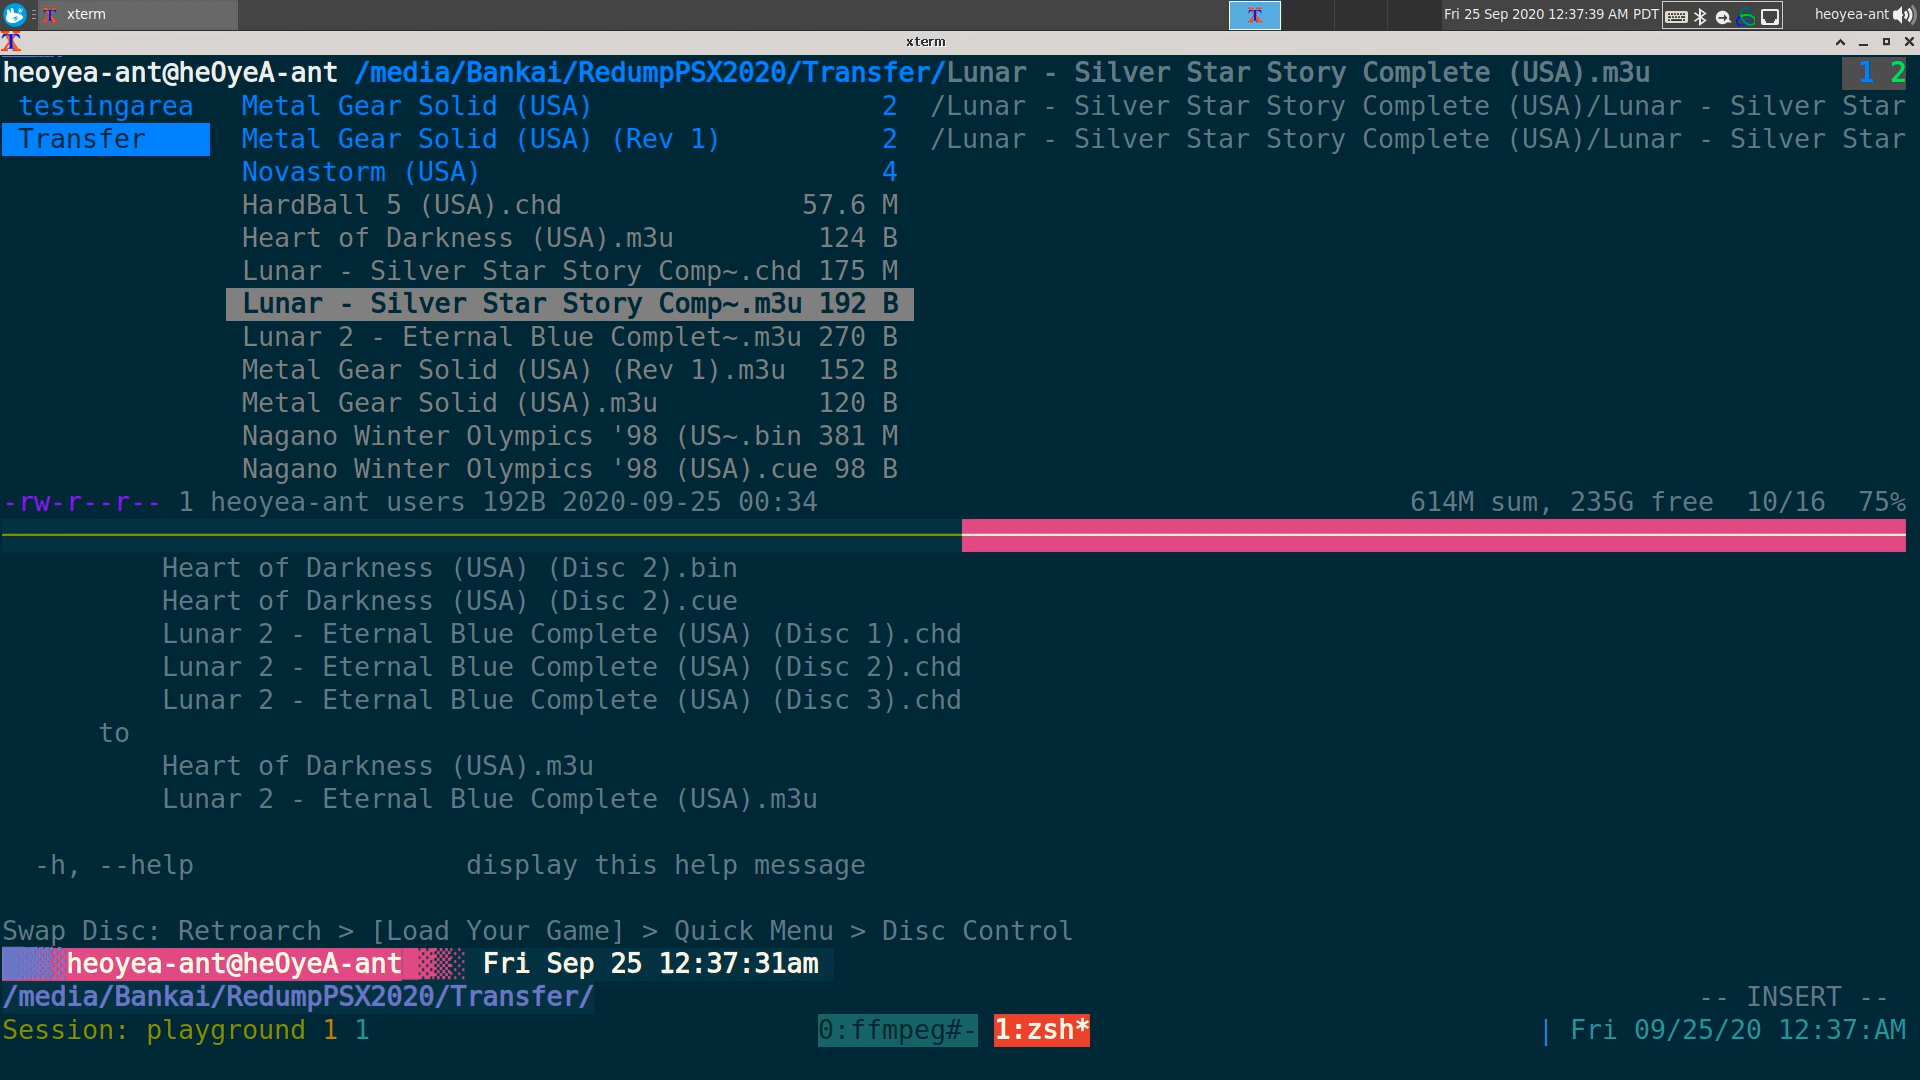 xterm
Fri 25 Sep 2020 12:37:39 AM PDT
heoyea-ant
xterm
heoyea-ant@heOyeA-ant /media/Bankai/RedumpPSX2020/Transfer/Lunar - Silver Star Story Complete (USA).m3u 1 2
testingarea Metal Gear Solid (USA) 2 /Lunar - Silver Star Story Complete (USA)/Lunar - Silver Star
Transfer Metal Gear Solid (USA) (Rev 1) 2 /Lunar - Silver Star Story Complete (USA)/Lunar - Silver Star
Novastorm (USA) 4
HardBall 5 (USA).chd 57.6 M
Heart of Darkness (USA).m3u 124 B
Lunar - Silver Star Story Comp~.chd 175 M
Lunar - Silver Star Story Comp~.m3u 192 B
Lunar 2 - Eternal Blue Complet~.m3u 270 B
Metal Gear Solid (USA) (Rev 1).m3u 152 B
Metal Gear Solid (USA).m3u 120 B
Nagano Winter Olympics '98 (US~.bin 381 M
Nagano Winter Olympics '98 (USA).cue 98 B
-rw-r--r-- 1 heoyea-ant users 192B 2020-09-25 00:34 614M sum, 235G free 10/16 75%
Heart of Darkness (USA) (Disc 2).bin
Heart of Darkness (USA) (Disc 2).cue
Lunar 2 - Eternal Blue Complete (USA) (Disc 1).chd
Lunar 2 - Eternal Blue Complete (USA) (Disc 2).chd
Lunar 2 - Eternal Blue Complete (USA) (Disc 3).chd
to
Heart of Darkness (USA).m3u
Lunar 2 - Eternal Blue Complete (USA).m3u
-h, --help display this help message
Swap Disc: Retroarch > [Load Your Game] > Quick Menu > Disc Control
heoyea-ant@heOyeA-ant Fri Sep 25 12:37:31am
/media/Bankai/RedumpPSX2020/Transfer/ -- INSERT --
Session: playground 1 1 0:ffmpeg#- 1:zsh* | Fri 09/25/20 12:37:AM